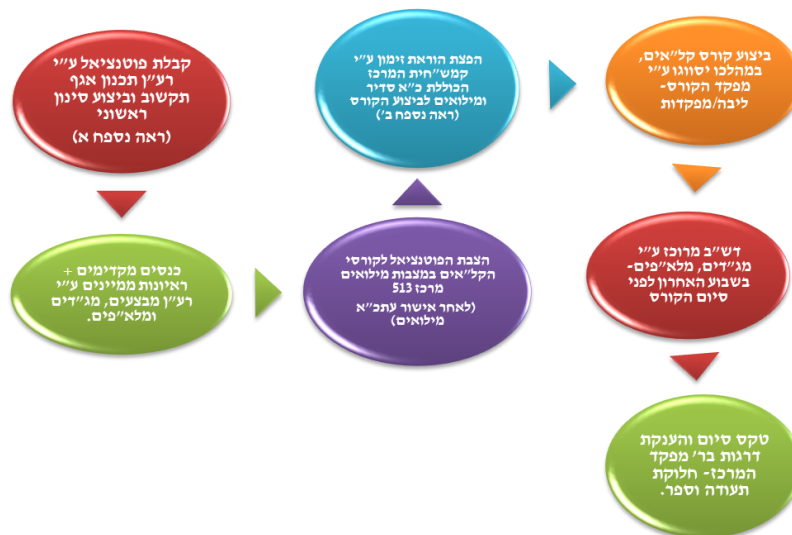 קבלת פוטנציאל ע"י
רע"ן תכנון אגף
תקשוב וביצוע סינון
ראשוני
(ראה נספח א)
כנסים מקדימים +
ראיונות ממיינים ע"י
רע"ן מבצעים, מג"דים
ומלא"פים.
הצבת הפוטנציאל לקורסי
הקל"אים במצבות מילואים
מרכז 513
(לאחר אישור עתכ"א
מילואים)
הפצת הוראת זימון ע"י
קמש"חית המרכז
הכוללת כ"א סדיר
ומילואים לביצוע הקורס
(ראה נספח ב')
ביצוע קורס קל"אים,
במהלכו יסווגו ע"י
מפקד הקורס-
ליבה/מפקדות
דש"ב מרוכז ע"י
מג"דים, מלא"פים-
בשבוע האחרון לפני
סיום הקורס
טקס סיום והענקת
דרגות בר' מפקד
המרכז- חלוקת
תעודה וספר.